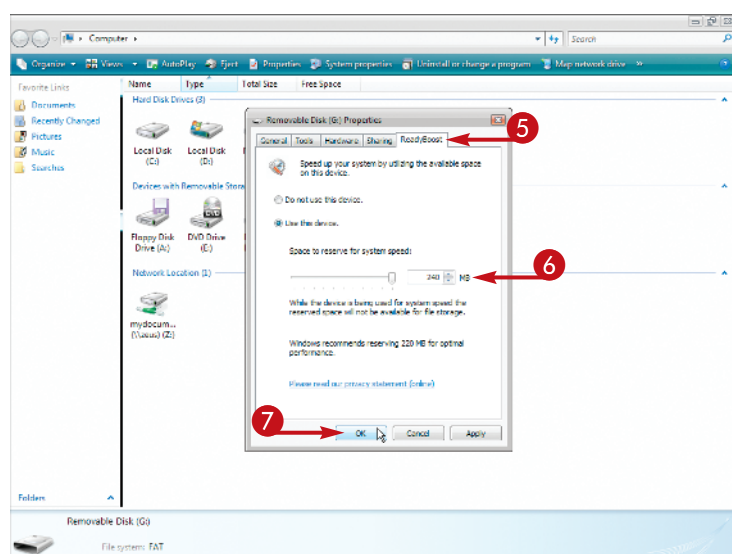 Computer
Search
Organize Views AutoPlay Eject Properties System properties Uninstall or change a program Map network drive »
Favorite Links
Documents
Recently Changed
Pictures
Music
Searches
Folders
Name Type Total Size Free Space
Hard Disk Drives (3)
Local Disk (C:)
Local Disk (D:)
Devices with Removable Stora
Floppy Disk Drive (A:)
DVD Drive (E:)
DVD
Network Location (1)
mydocum... (\\asus) (Z:)
Removable Disk (G:) Properties
General Tools Hardware Sharing ReadyBoost
5
Speed up your system by utilizing the available space
on this device.
Do not use this device.
Use this device.
Space to reserve for system speed:
240 MB
6
While the device is being used for system speed the
reserved space will not be available for file storage.
Windows recommends reserving 220 MB for optimal
performance.
Please read our privacy statement (online)
7
OK Cancel Apply
Removable Disk (G:)
File system: FAT